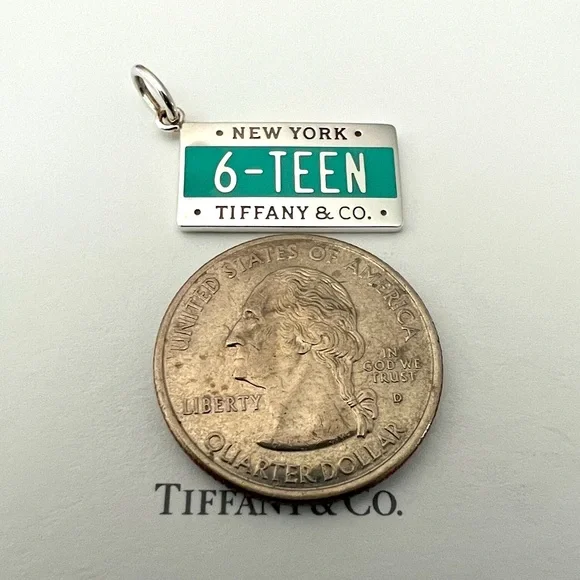 • NEW YORK •
6-TEEN
• TIFFANY & CO. •
UNITED STATES OF AMERICA
IN
GOD WE
TRUST
LIBERTY
D
QUARTER DOLLAR
TIFFANY & CO.